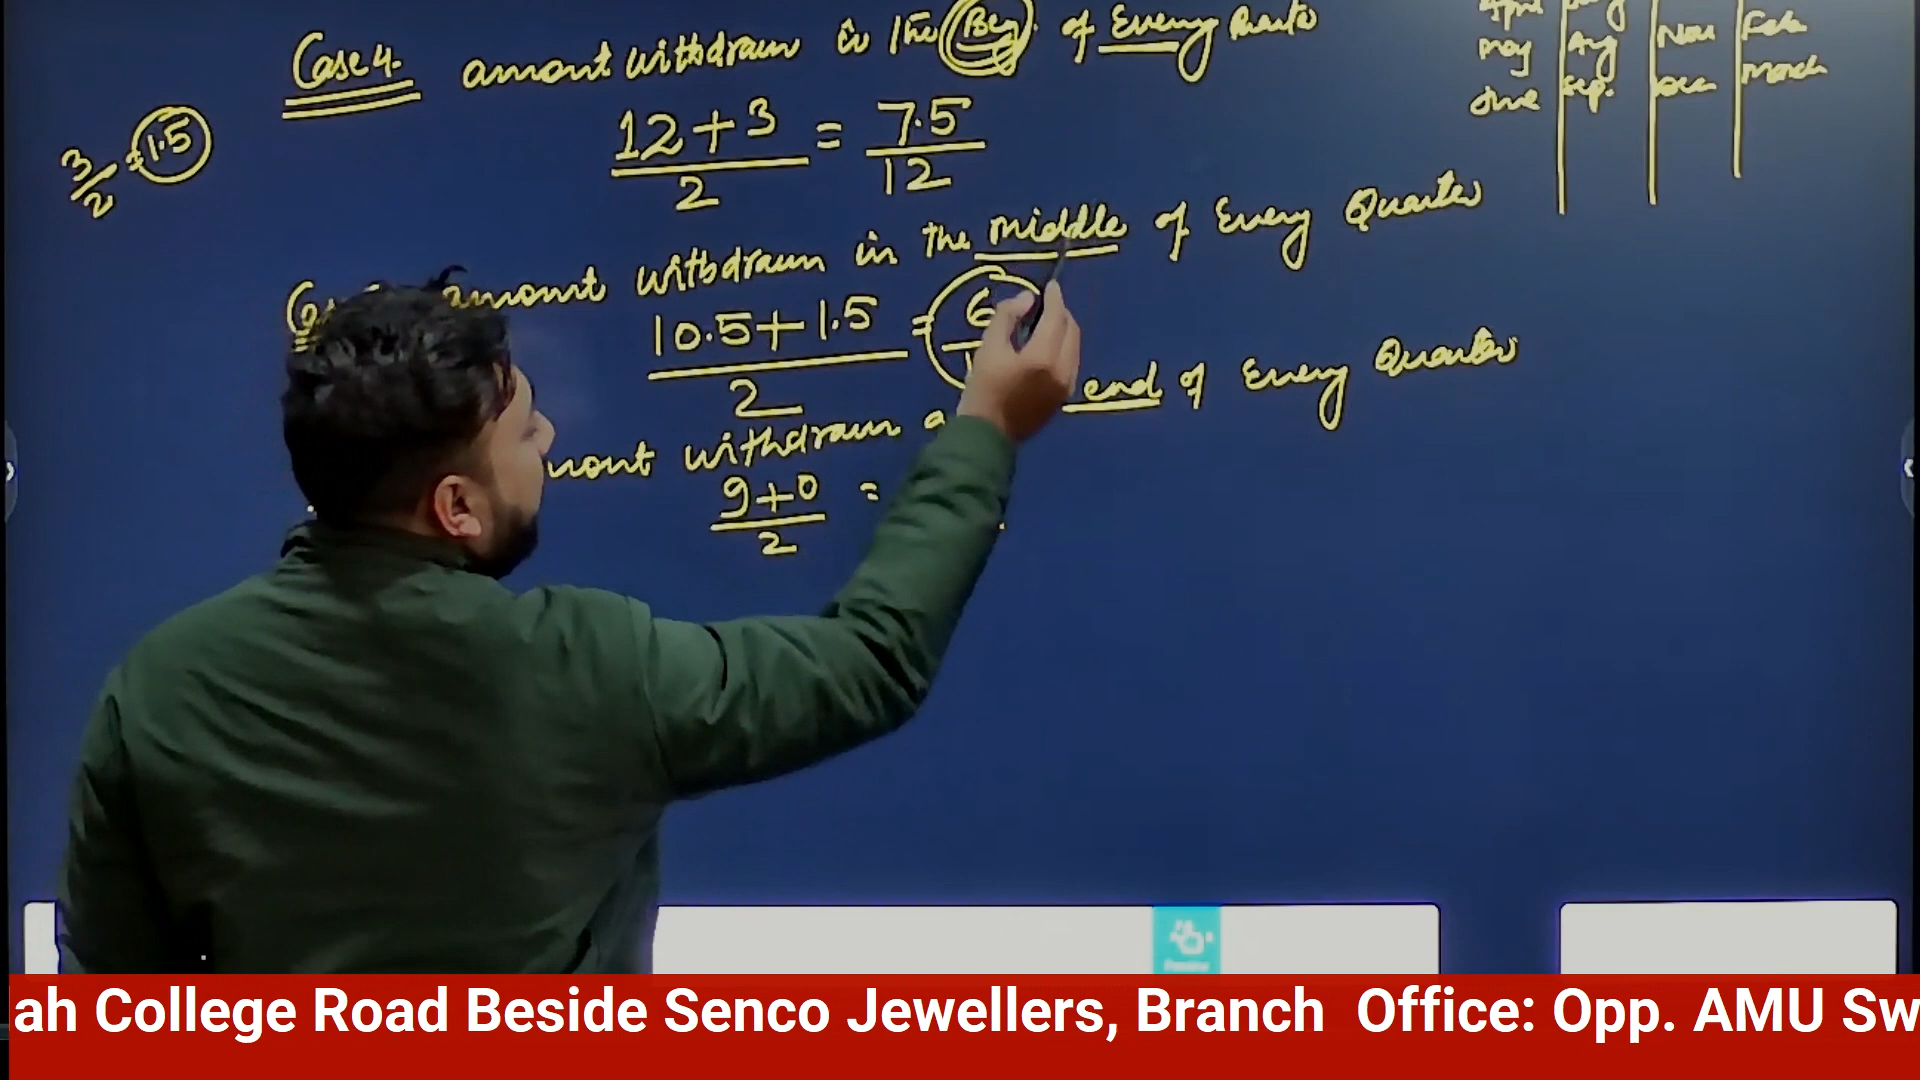 Case 4. amount withdrawn in the Beg. of Every Quarter
12 + 3 / 2 = 7.5 / 12
3 / 2 = 1.5
amount withdrawn in the middle of Every Quarter
10.5 + 1.5 / 2 = 6
withdrawn end of Every Quarter
9 + 0 / 2 =
April
May Aug Nov Feb
June Sep. Dec March
ah College Road Beside Senco Jewellers, Branch Office: Opp. AMU Sw